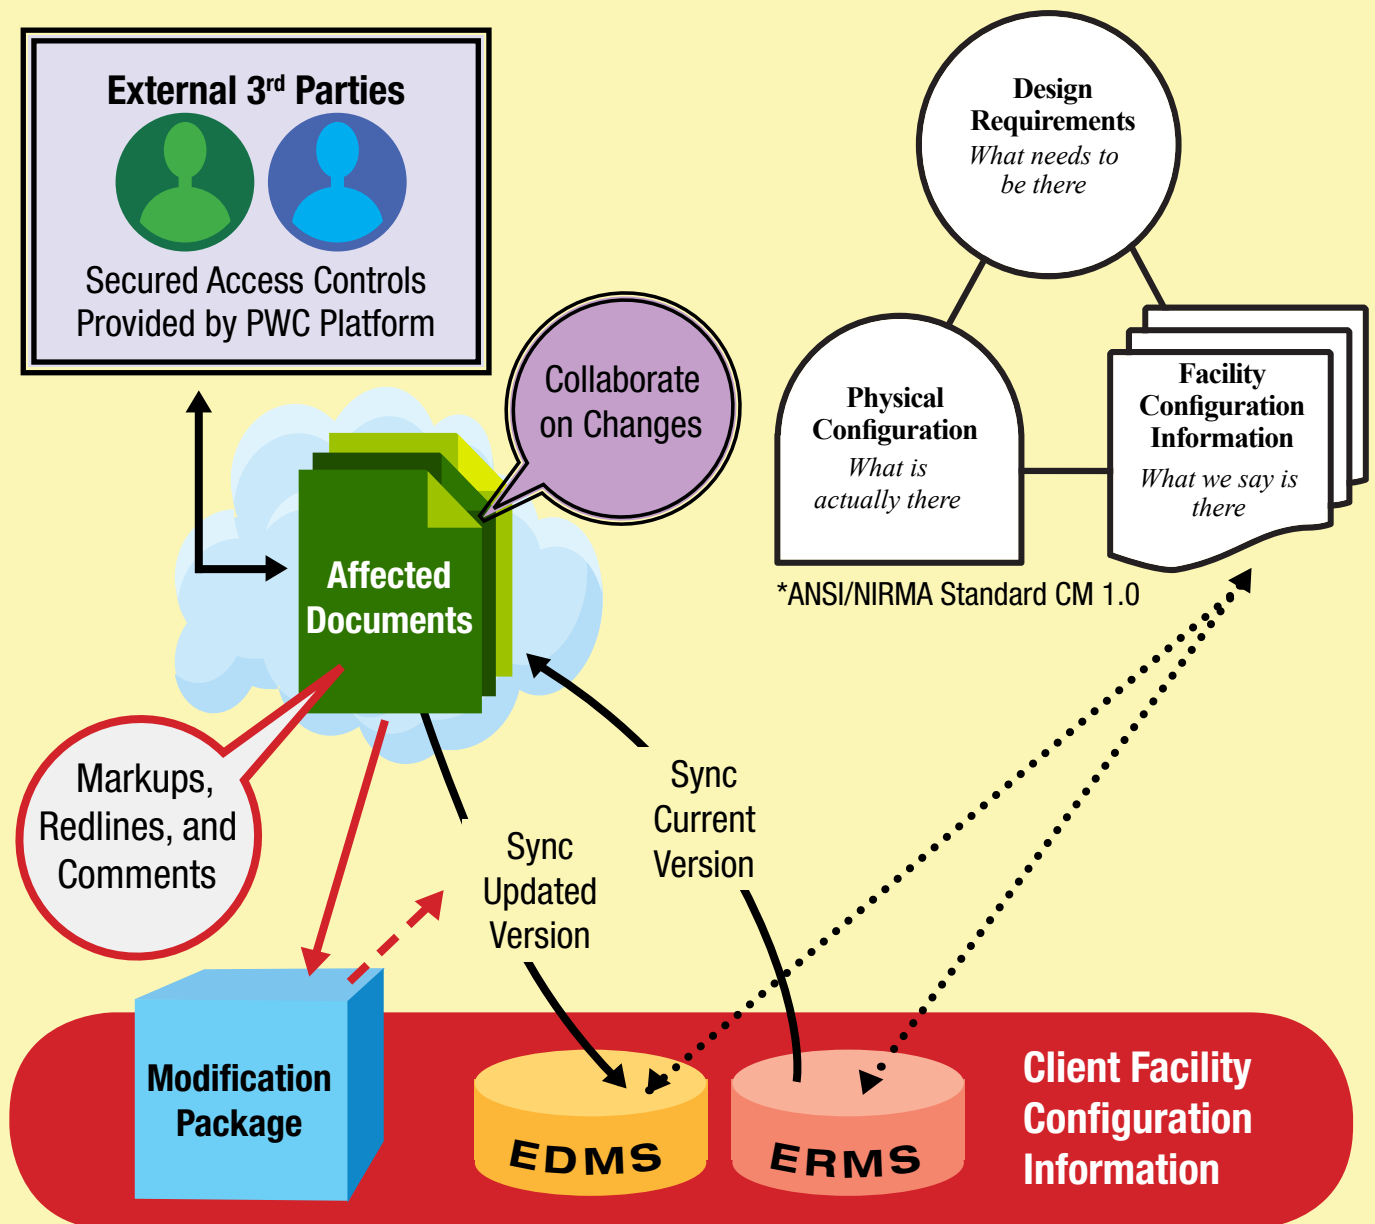 External 3rd Parties
Secured Access Controls
Provided by PWC Platform
Design
Requirements
What needs to
be there
Collaborate
on Changes
Physical
Configuration
What is
actually there
Facility
Configuration
Information
What we say is
there
*ANSI/NIRMA Standard CM 1.0
Affected
Documents
Markups,
Redlines, and
Comments
Sync
Current
Version
Sync
Updated
Version
Modification
Package
EDMS
ERMS
Client Facility
Configuration
Information